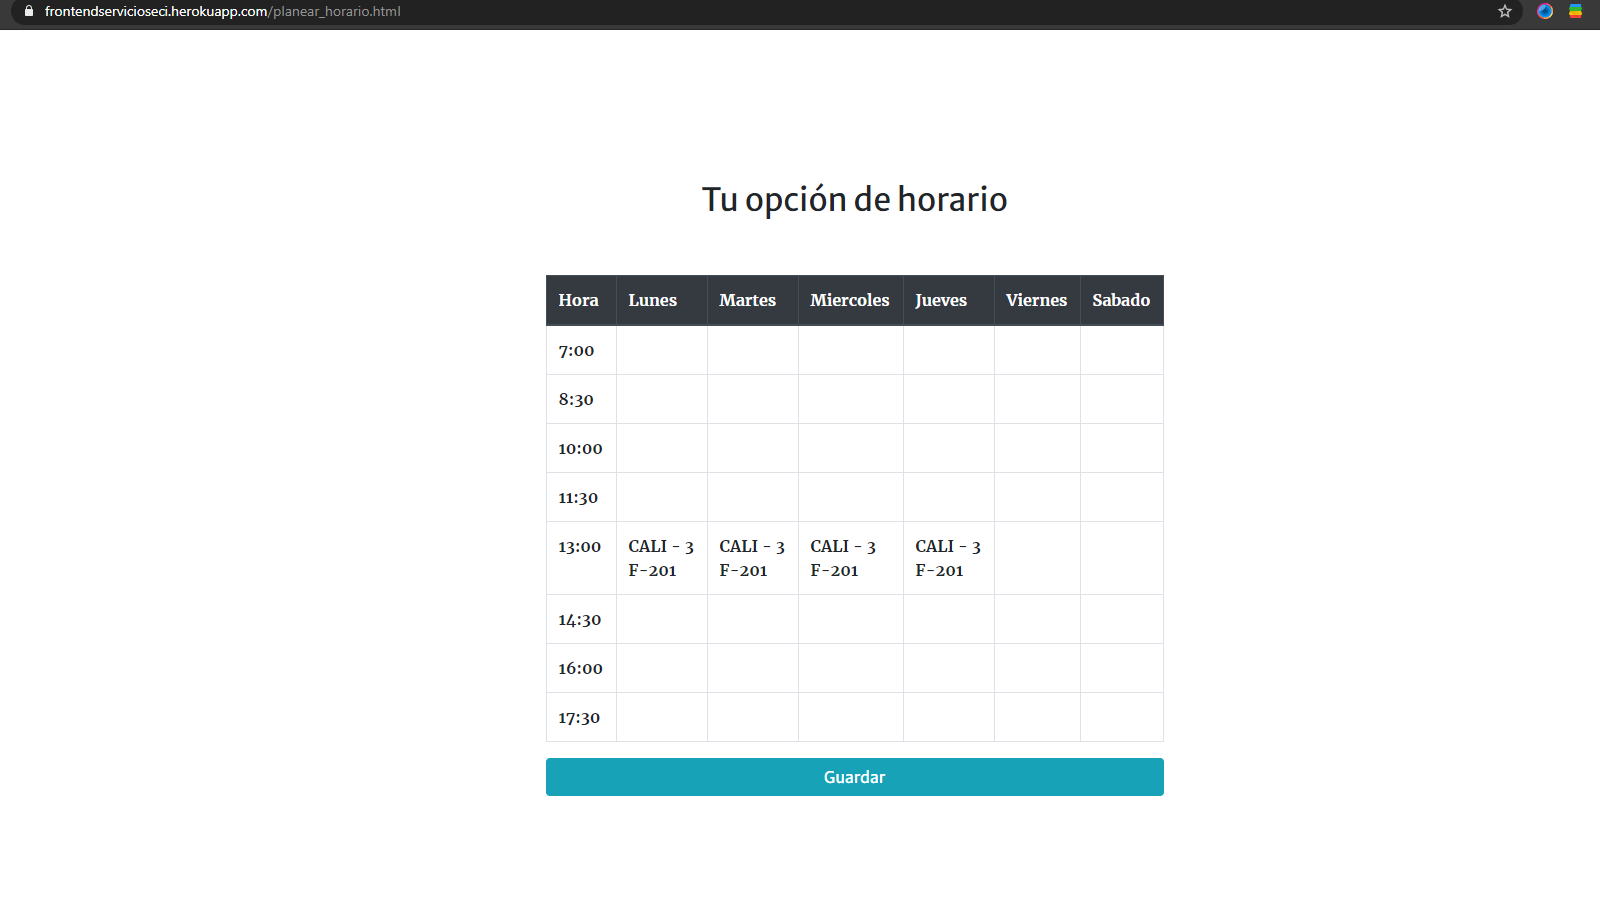 frontendservicioseci.herokuapp.com/planear_horario.html
Tu opción de horario
Hora Lunes Martes Miercoles Jueves Viernes Sabado
7:00
8:30
10:00
11:30
13:00 CALI - 3 CALI - 3 CALI - 3 CALI - 3
F-201 F-201 F-201 F-201
14:30
16:00
17:30
Guardar